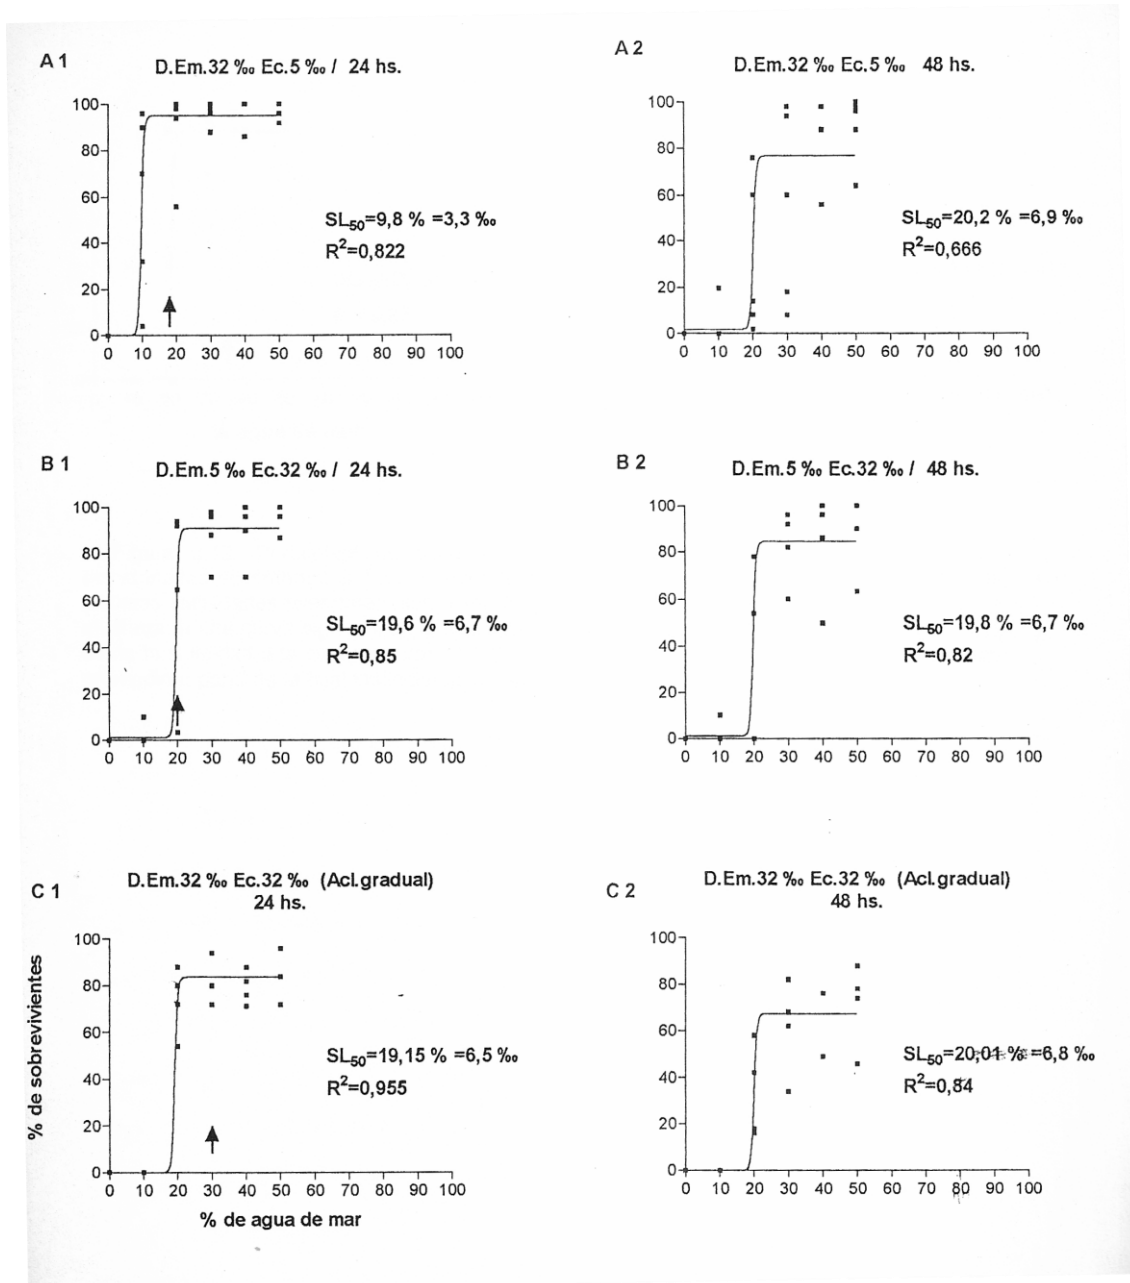 A 1
D.Em.32 ‰ Ec.5 ‰ / 24 hs.
100
80
60
40
20
0
SL50=9,8 % =3,3 ‰
R²=0,822
0 10 20 30 40 50 60 70 80 90 100
A 2
D.Em.32 ‰ Ec.5 ‰ 48 hs.
100
80
60
40
20
0
SL50=20,2 % =6,9 ‰
R²=0,666
0 10 20 30 40 50 60 70 80 90 100
B 1
D.Em.5 ‰ Ec.32 ‰ / 24 hs.
100
80
60
40
20
0
SL50=19,6 % =6,7 ‰
R²=0,85
0 10 20 30 40 50 60 70 80 90 100
B 2
D.Em.5 ‰ Ec.32 ‰ / 48 hs.
100
80
60
40
20
0
SL50=19,8 % =6,7 ‰
R²=0,82
0 10 20 30 40 50 60 70 80 90 100
C 1
D.Em.32 ‰ Ec.32 ‰ (Acl.gradual)
24 hs.
% de sobrevivientes
100
80
60
40
20
0
SL50=19,15 % =6,5 ‰
R²=0,955
0 10 20 30 40 50 60 70 80 90 100
% de agua de mar
C 2
D.Em.32 ‰ Ec.32 ‰ (Acl.gradual)
48 hs.
100
80
60
40
20
0
SL50=20,01 % =6,8 ‰
R²=0,84
0 10 20 30 40 50 60 70 80 90 100